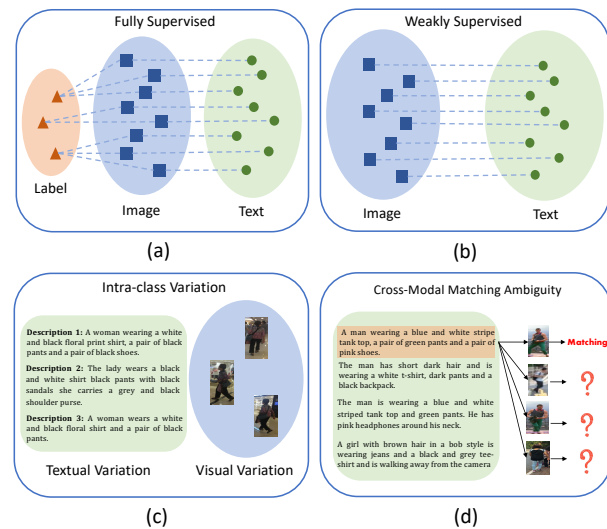 Fully Supervised
Label
Image
Text
(a)
Weakly Supervised
Image
Text
(b)
Intra-class Variation
Description 1: A woman wearing a white
and black floral print shirt, a pair of black
pants and a pair of black shoes.
Description 2: The lady wears a black
and white shirt black pants with black
sandals she carries a grey and black
shoulder purse.
Description 3: A woman wears a white
and black floral shirt and a pair of black
pants.
Textual Variation
Visual Variation
(c)
Cross-Modal Matching Ambiguity
A man wearing a blue and white stripe
tank top, a pair of green pants and a pair of
pink shoes.
Matching
The man has short dark hair and is
wearing a white t-shirt, dark pants and a
black backpack.
?
The man is wearing a blue and white
striped tank top and green pants. He has
pink headphones around his neck.
?
A girl with brown hair in a bob style is
wearing jeans and a black and grey tee-
shirt and is walking away from the camera
?
(d)